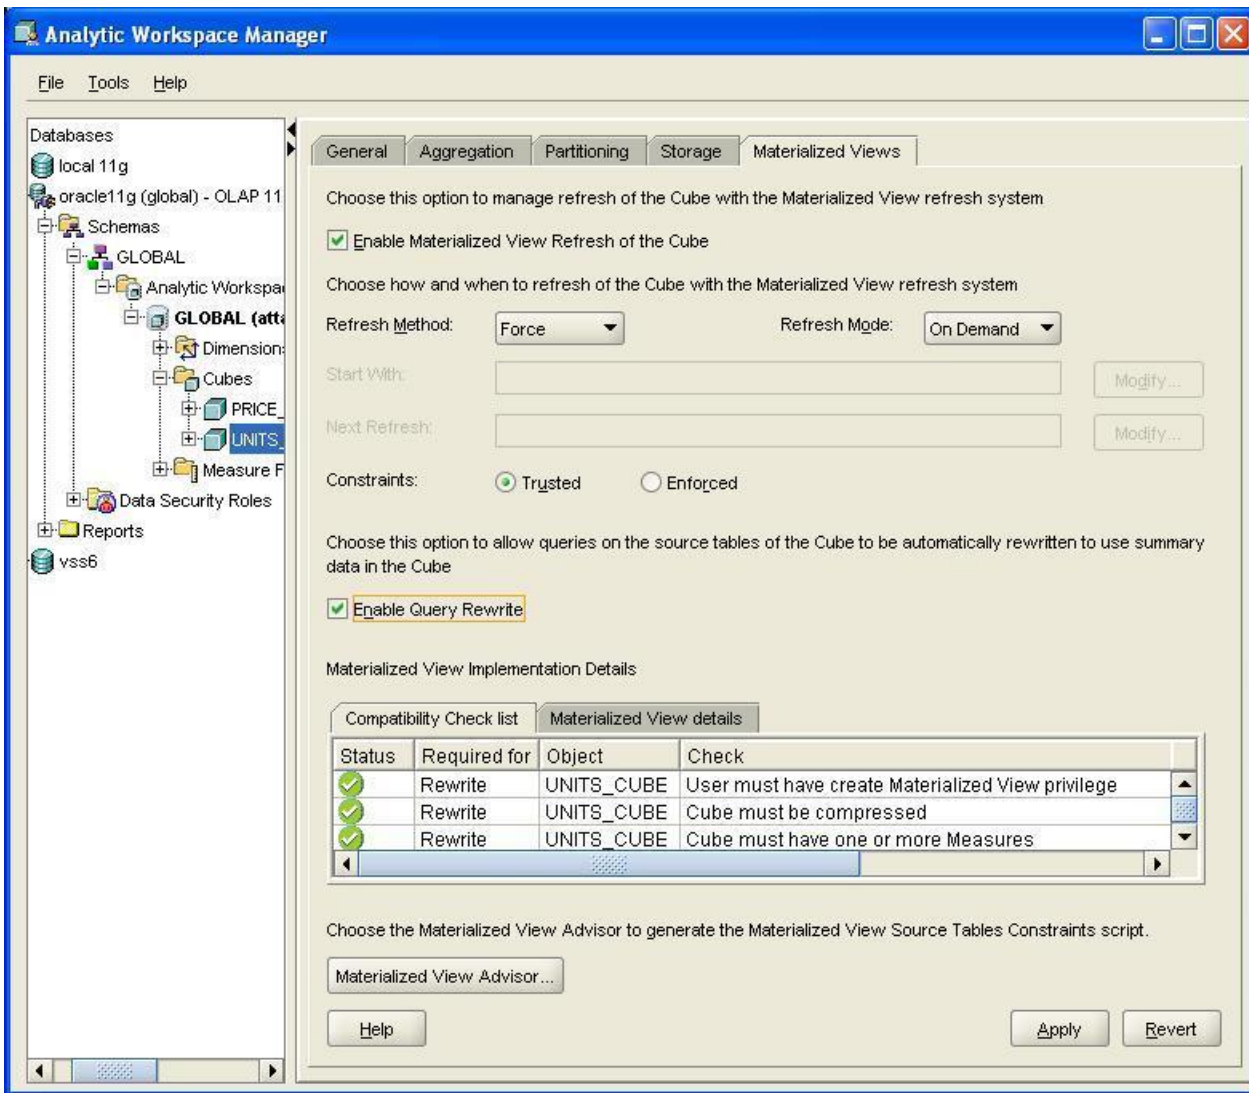 Analytic Workspace Manager
File Tools Help
Databases
local 11g
oracle11g (global) - OLAP 11
Schemas
GLOBAL
Analytic Workspa
GLOBAL (atta
Dimension
Cubes
PRICE_
UNITS_
Measure F
Data Security Roles
Reports
vss6
General Aggregation Partitioning Storage Materialized Views
Choose this option to manage refresh of the Cube with the Materialized View refresh system
Enable Materialized View Refresh of the Cube
Choose how and when to refresh of the Cube with the Materialized View refresh system
Refresh Method: Force Refresh Mode: On Demand
Start With: Modify...
Next Refresh: Modify...
Constraints: Trusted Enforced
Choose this option to allow queries on the source tables of the Cube to be automatically rewritten to use summary
data in the Cube
Enable Query Rewrite
Materialized View Implementation Details
Compatibility Check list Materialized View details
Status Required for Object Check
Rewrite UNITS_CUBE User must have create Materialized View privilege
Rewrite UNITS_CUBE Cube must be compressed
Rewrite UNITS_CUBE Cube must have one or more Measures
Choose the Materialized View Advisor to generate the Materialized View Source Tables Constraints script.
Materialized View Advisor...
Help Apply Revert